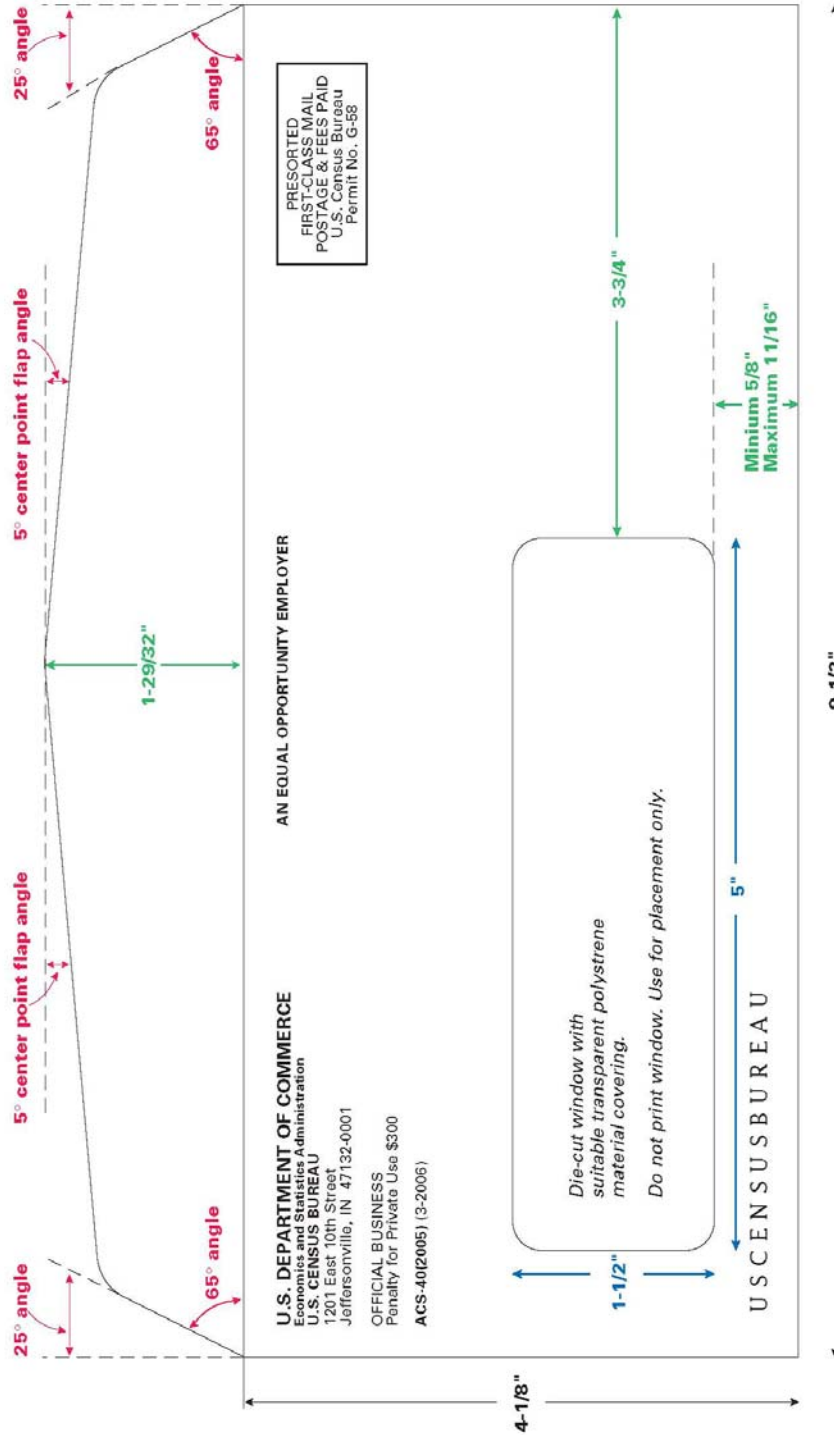 25° angle
5° center point flap angle
5° center point flap angle
25° angle
65° angle
65° angle
1-29/32"
U.S. DEPARTMENT OF COMMERCE
Economics and Statistics Administration
U.S. CENSUS BUREAU
1201 East 10th Street
Jeffersonville, IN 47132-0001
OFFICIAL BUSINESS
Penalty for Private Use $300
ACS-40(2005) (3-2006)
AN EQUAL OPPORTUNITY EMPLOYER
PRESORTED
FIRST-CLASS MAIL
POSTAGE & FEES PAID
U.S. Census Bureau
Permit No. G-58
4-1/8"
1-1/2"
Die-cut window with
suitable transparent polystrene
material covering.
Do not print window. Use for placement only.
3-3/4"
5"
Minium 5/8"
Maximum 11/16"
USCENSUSBUREAU